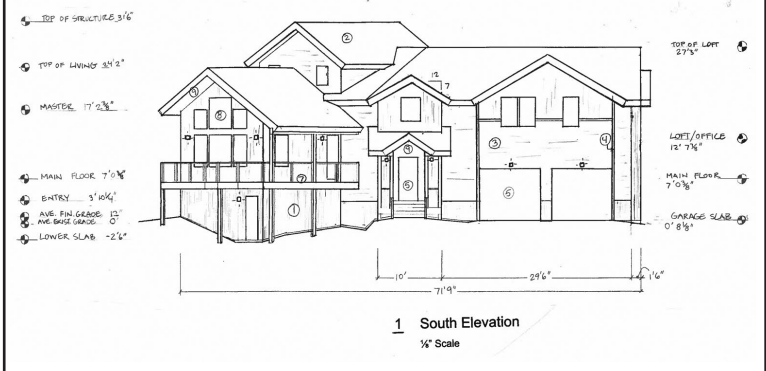 TOP OF STRUCTURE 31'6"
TOP OF LIVING 24'2"
MASTER 17'2⅜"
MAIN FLOOR 7'0⅜"
ENTRY 3'10¼"
AVE. FIN. GRADE 12"
AVE EXIST. GRADE 0'
LOWER SLAB -2'6"
2
9
8
12
7
3
4
9
7
5
5
1
TOP OF LOFT
27'3"
LOFT/OFFICE
12' 7⅜"
MAIN FLOOR
7'0⅜"
GARAGE SLAB
0' 8⅛"
10'
29'6"
1'6"
71'9"
1 South Elevation
⅛" Scale